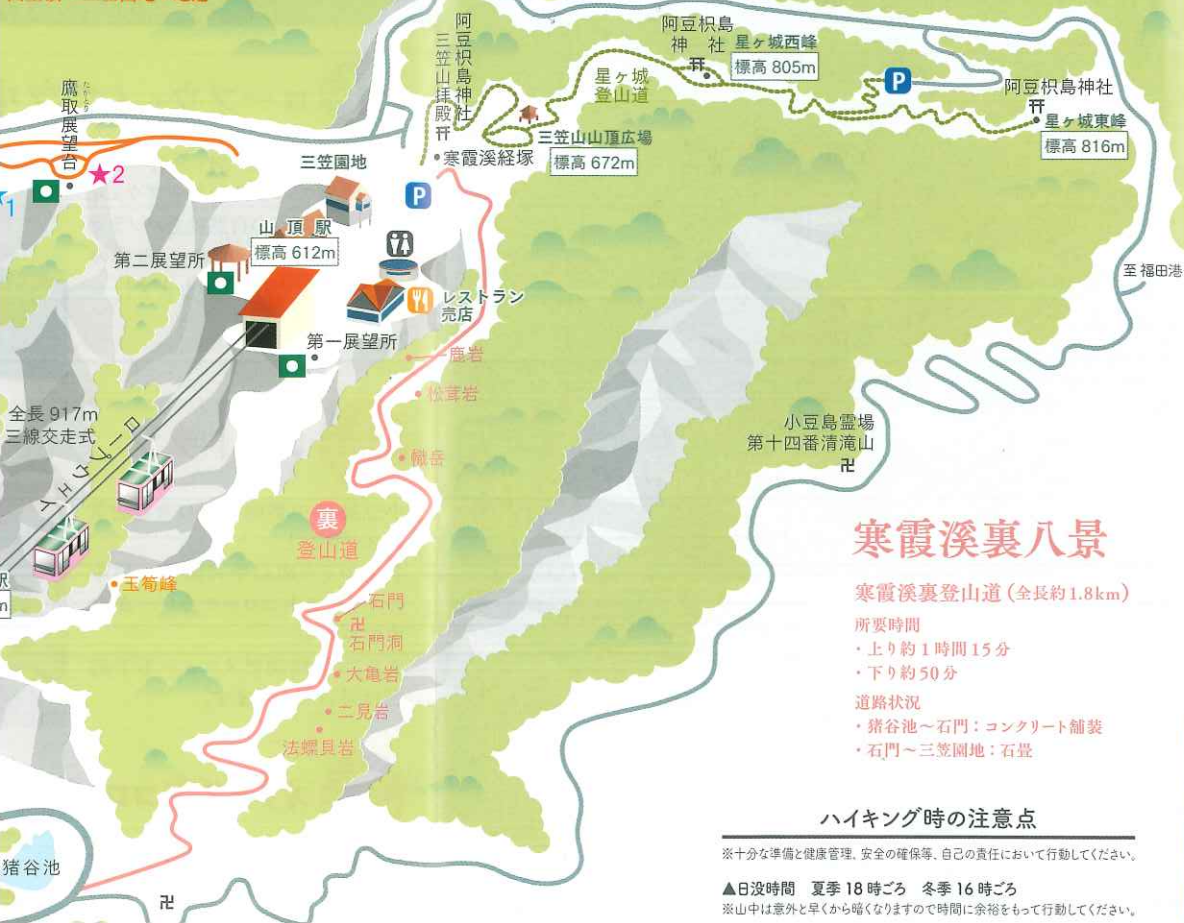 阿豆枳島神社
三笠山拝殿
阿豆枳島
神社
星ヶ城西峰
標高 805m
星ヶ城
登山道
P
阿豆枳島神社
星ヶ城東峰
標高 816m
鷹取展望台
たかとり
★2
1
三笠山山頂広場
標高 672m
寒霞溪経塚
三笠園地
P
山頂駅
標高 612m
第二展望所
至 福田港
レストラン
売店
第一展望所
鹿岩
松茸岩
幟岳
全長 917m
三線交走式
ロープウェイ
小豆島霊場
第十四番清滝山
卍
裏
登山道
玉筍峰
駅
m
石門
卍
石門洞
大亀岩
二見岩
法螺貝岩
寒霞溪裏八景
寒霞溪裏登山道 (全長約1.8km)
所要時間
・上り約1時間15分
・下り約50分
道路状況
・猪谷池～石門：コンクリート舗装
・石門～三笠園地：石畳
猪谷池
卍
ハイキング時の注意点
※十分な準備と健康管理、安全の確保等、自己の責任において行動してください。
▲日没時間　夏季 18 時ごろ　冬季 16 時ごろ
※山中は意外と早くから暗くなりますので時間に余裕をもって行動してください。